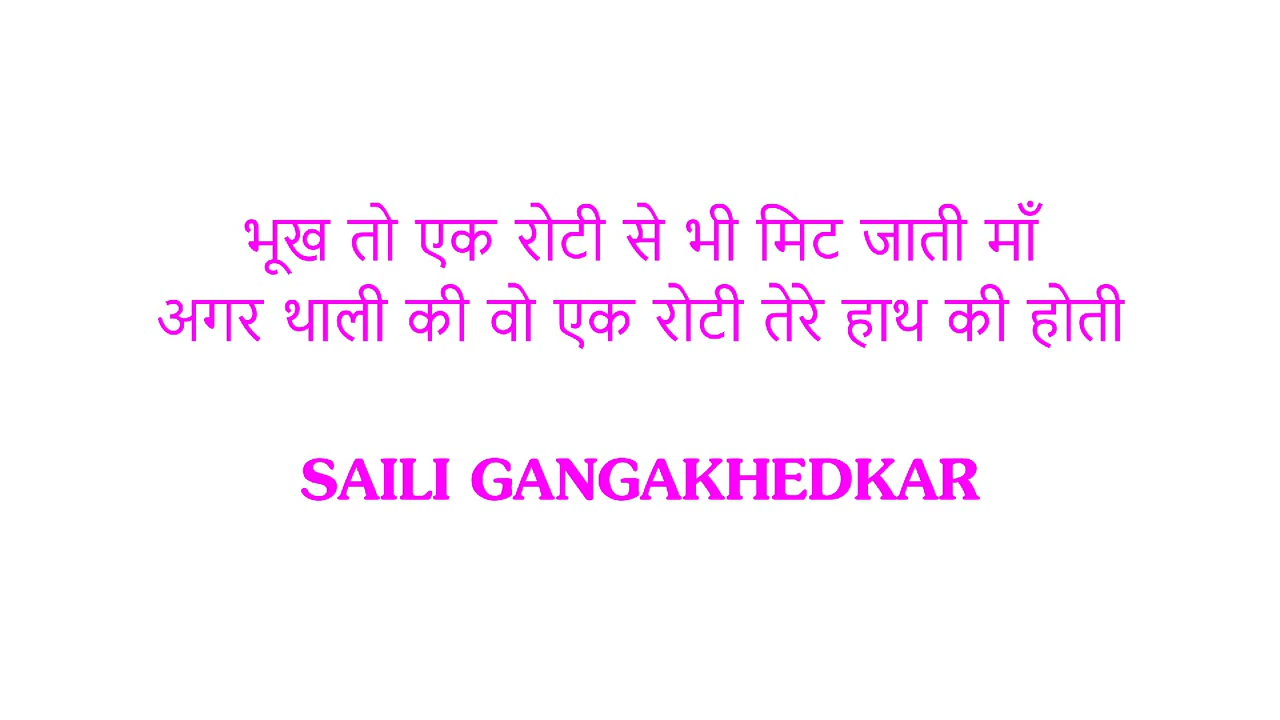 भूख तो एक रोटी से भी मिट जाती माँ
अगर थाली की वो एक रोटी तेरे हाथ की होती
SAILI GANGAKHEDKAR